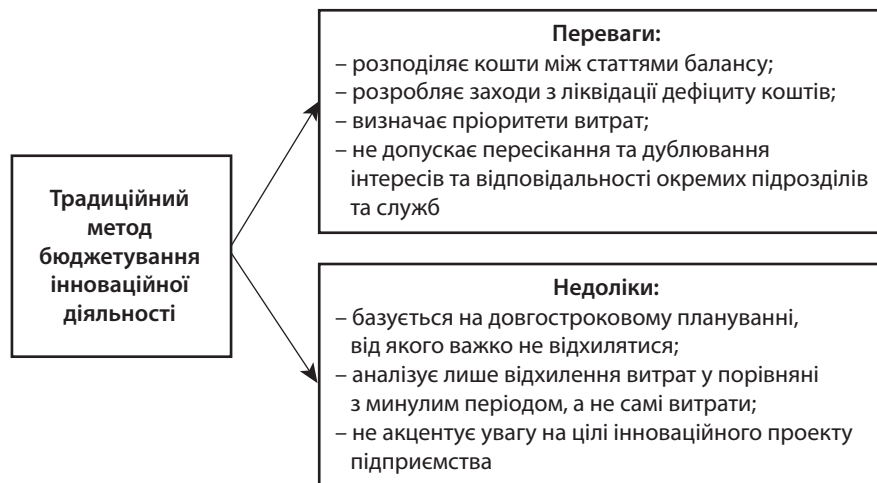 Традиційний
метод
бюджетування
інноваційної
діяльності
Переваги:
– розподіляє кошти між статтями балансу;
– розробляє заходи з ліквідації дефіциту коштів;
– визначає пріоритети витрат;
– не допускає пересікання та дублювання
інтересів та відповідальності окремих підрозділів
та служб
Недоліки:
– базується на довгостроковому плануванні,
від якого важко не відхилятися;
– аналізує лише відхилення витрат у порівняні
з минулим періодом, а не самі витрати;
– не акцентує увагу на цілі інноваційного проекту
підприємства